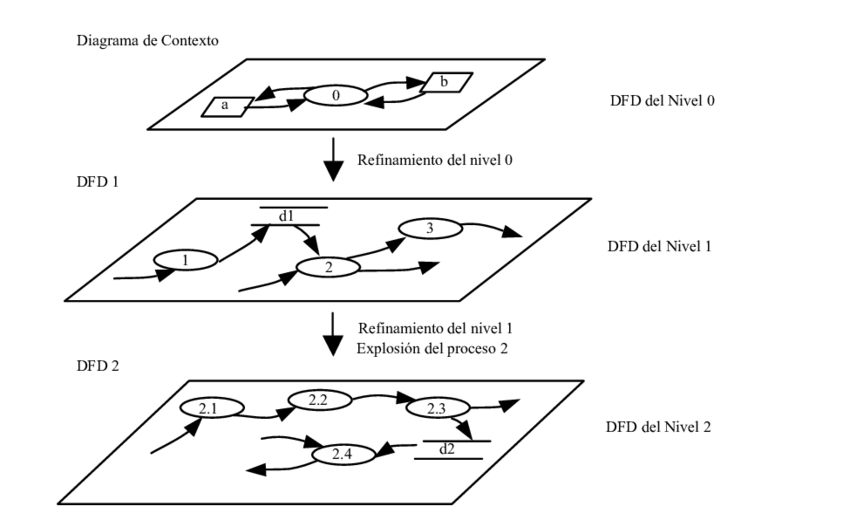 Diagrama de Contexto
b
0
a
DFD del Nivel 0
Refinamiento del nivel 0
DFD 1
d1
3
1
2
DFD del Nivel 1
Refinamiento del nivel 1
Explosión del proceso 2
DFD 2
2.1
2.2
2.3
DFD del Nivel 2
2.4
d2